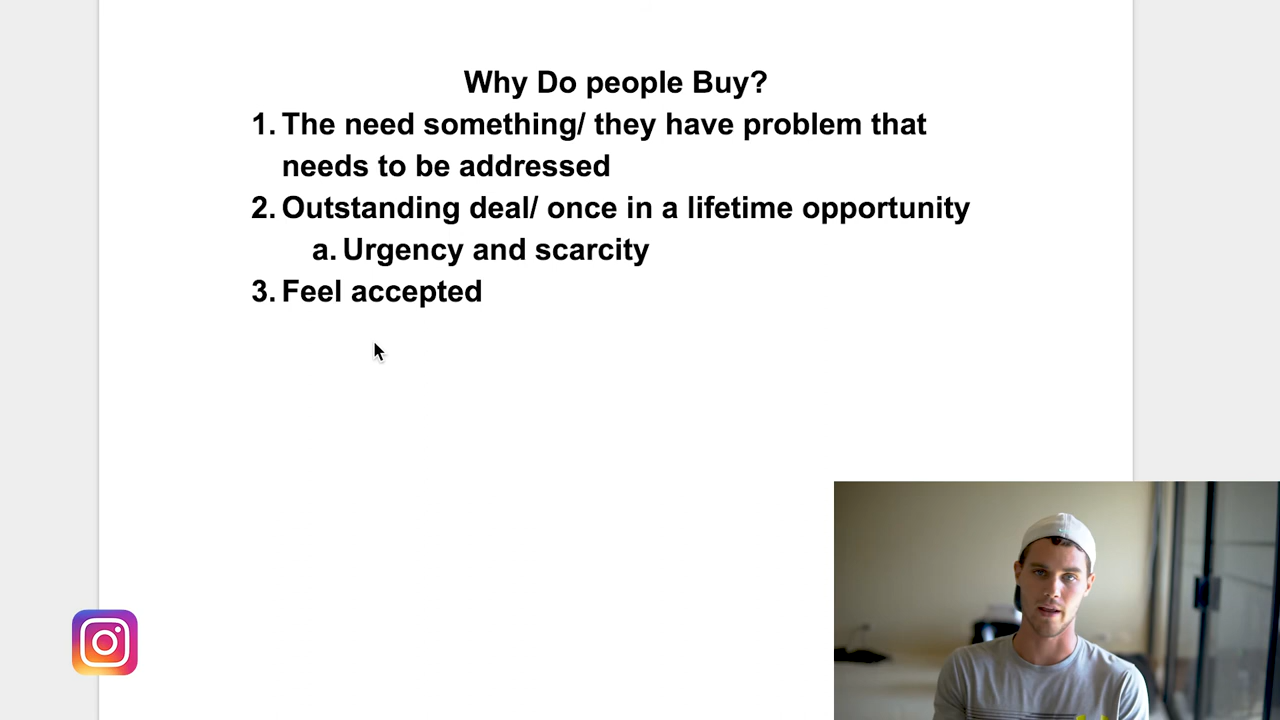 Why Do people Buy?
1. The need something/ they have problem that
needs to be addressed
2. Outstanding deal/ once in a lifetime opportunity
a. Urgency and scarcity
3. Feel accepted